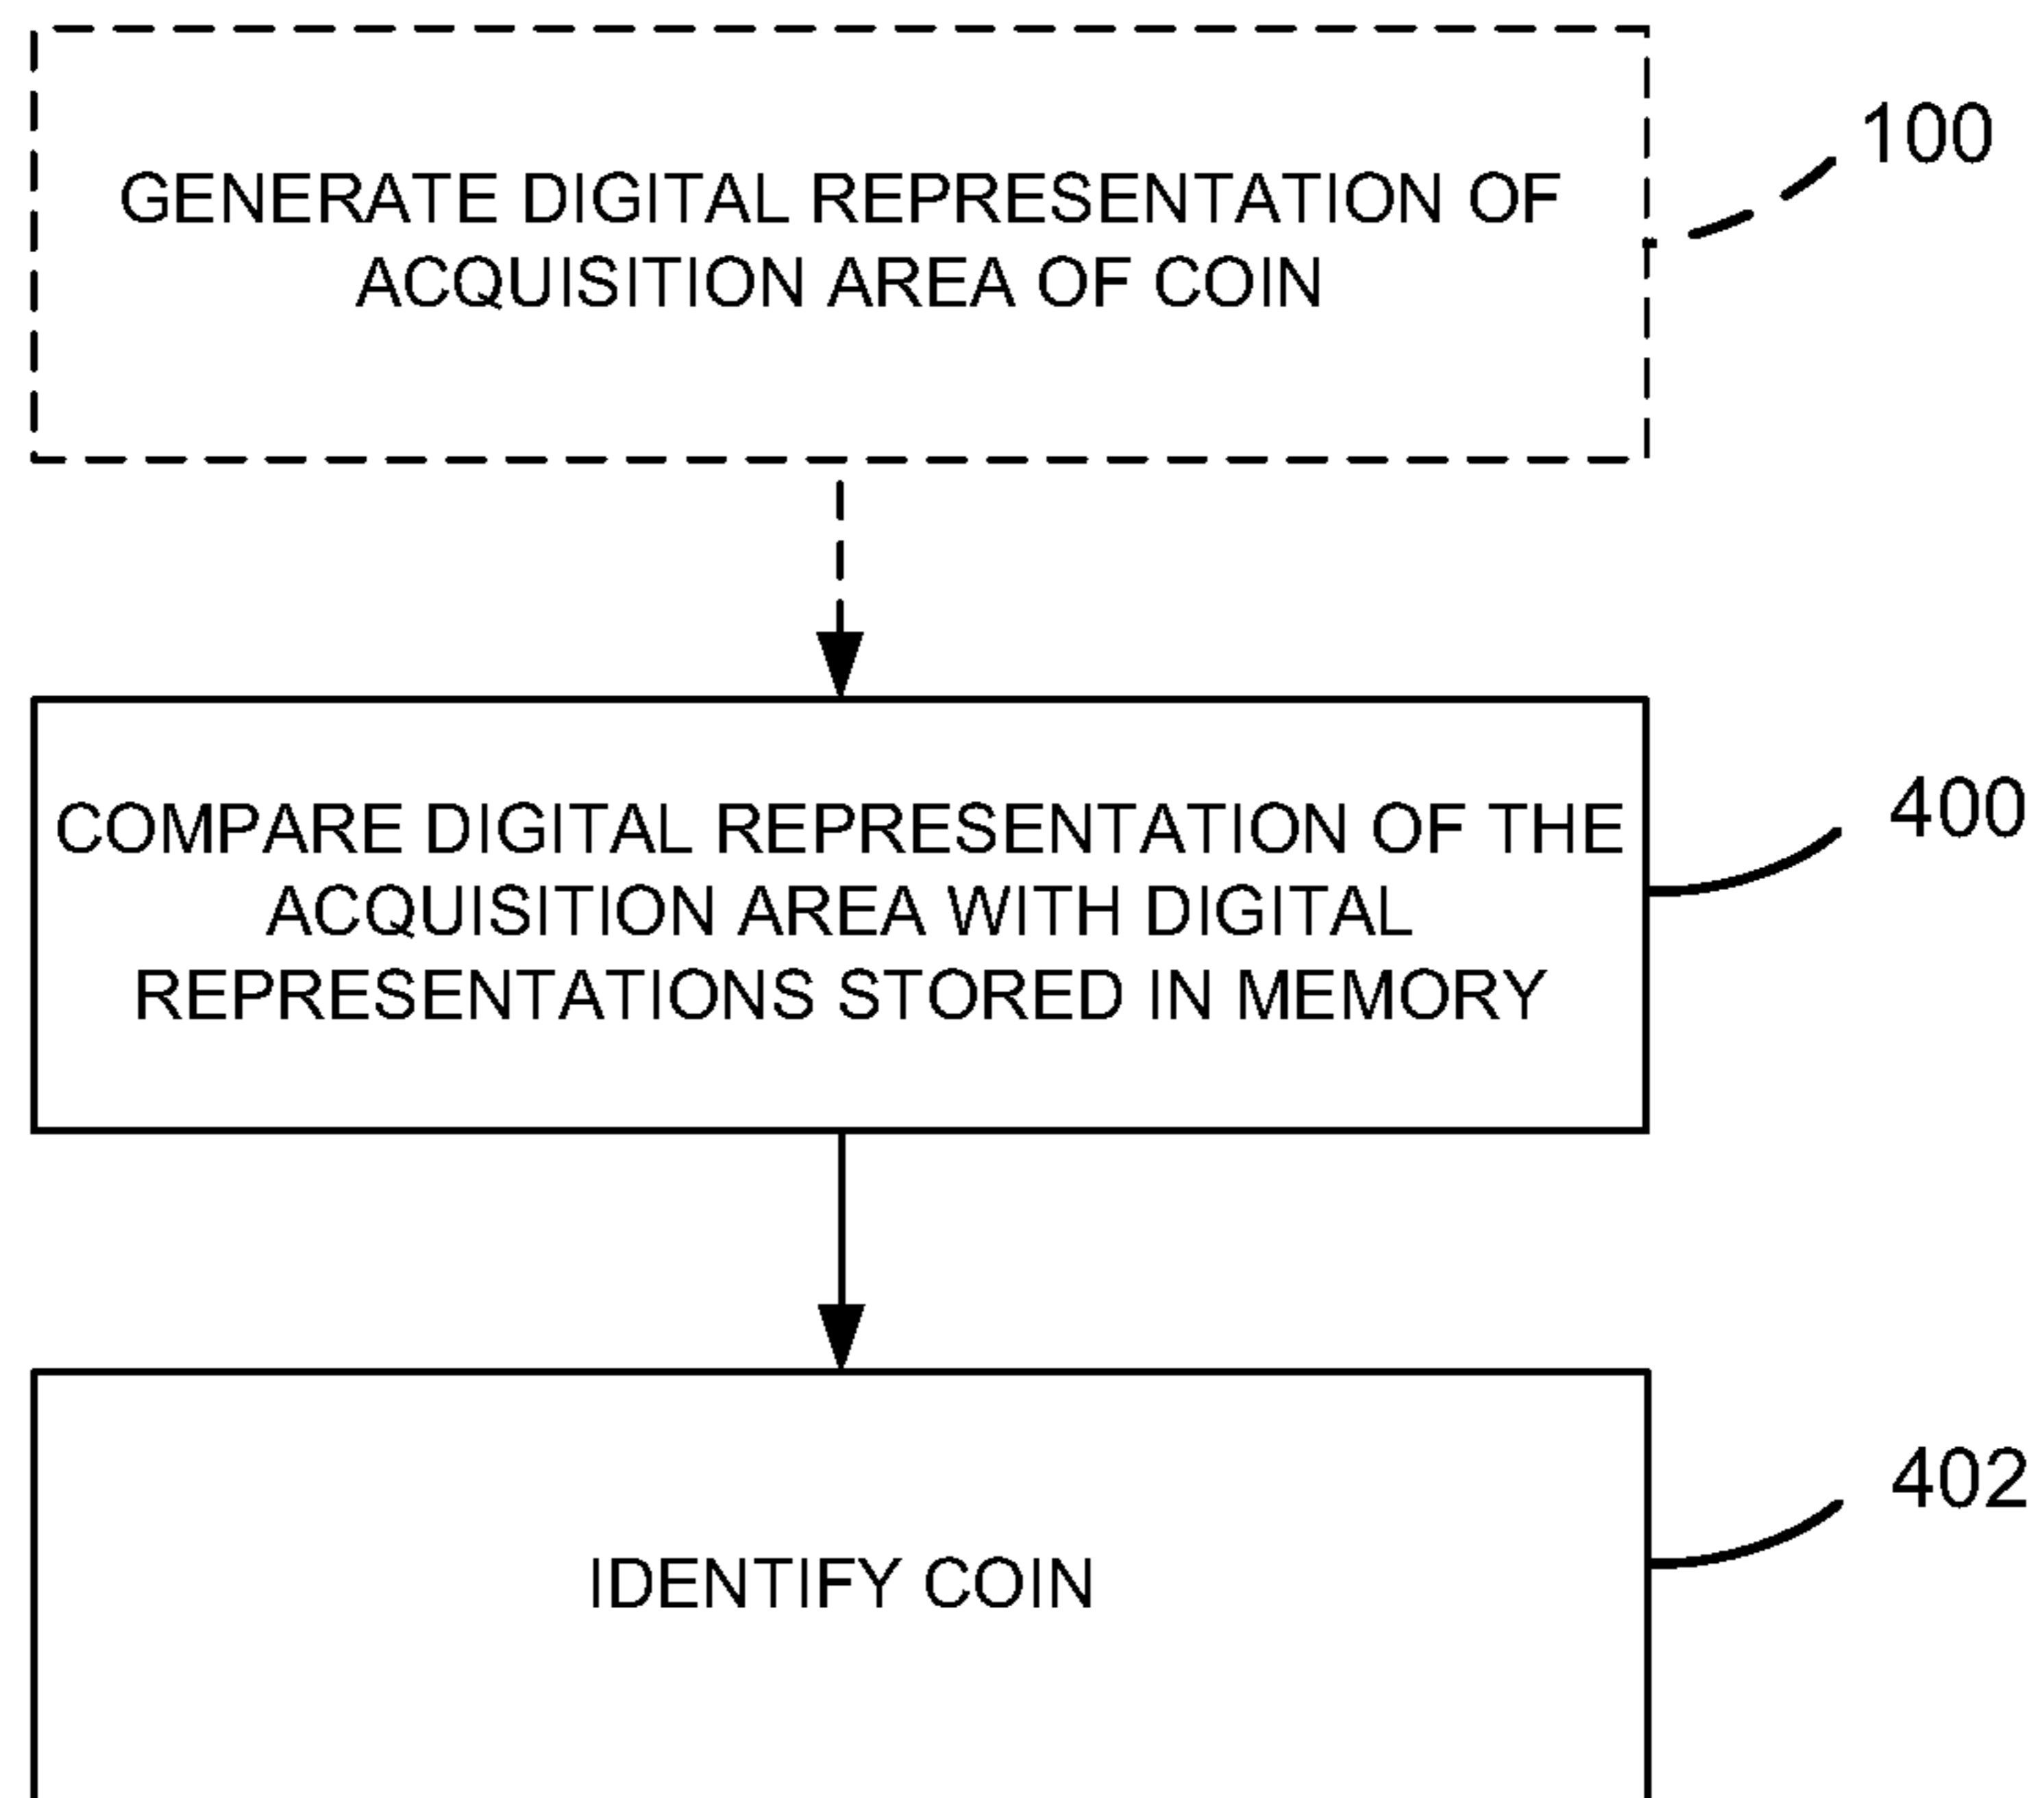 GENERATE DIGITAL REPRESENTATION OF
ACQUISITION AREA OF COIN
100
COMPARE DIGITAL REPRESENTATION OF THE
ACQUISITION AREA WITH DIGITAL
REPRESENTATIONS STORED IN MEMORY
400
IDENTIFY COIN
402